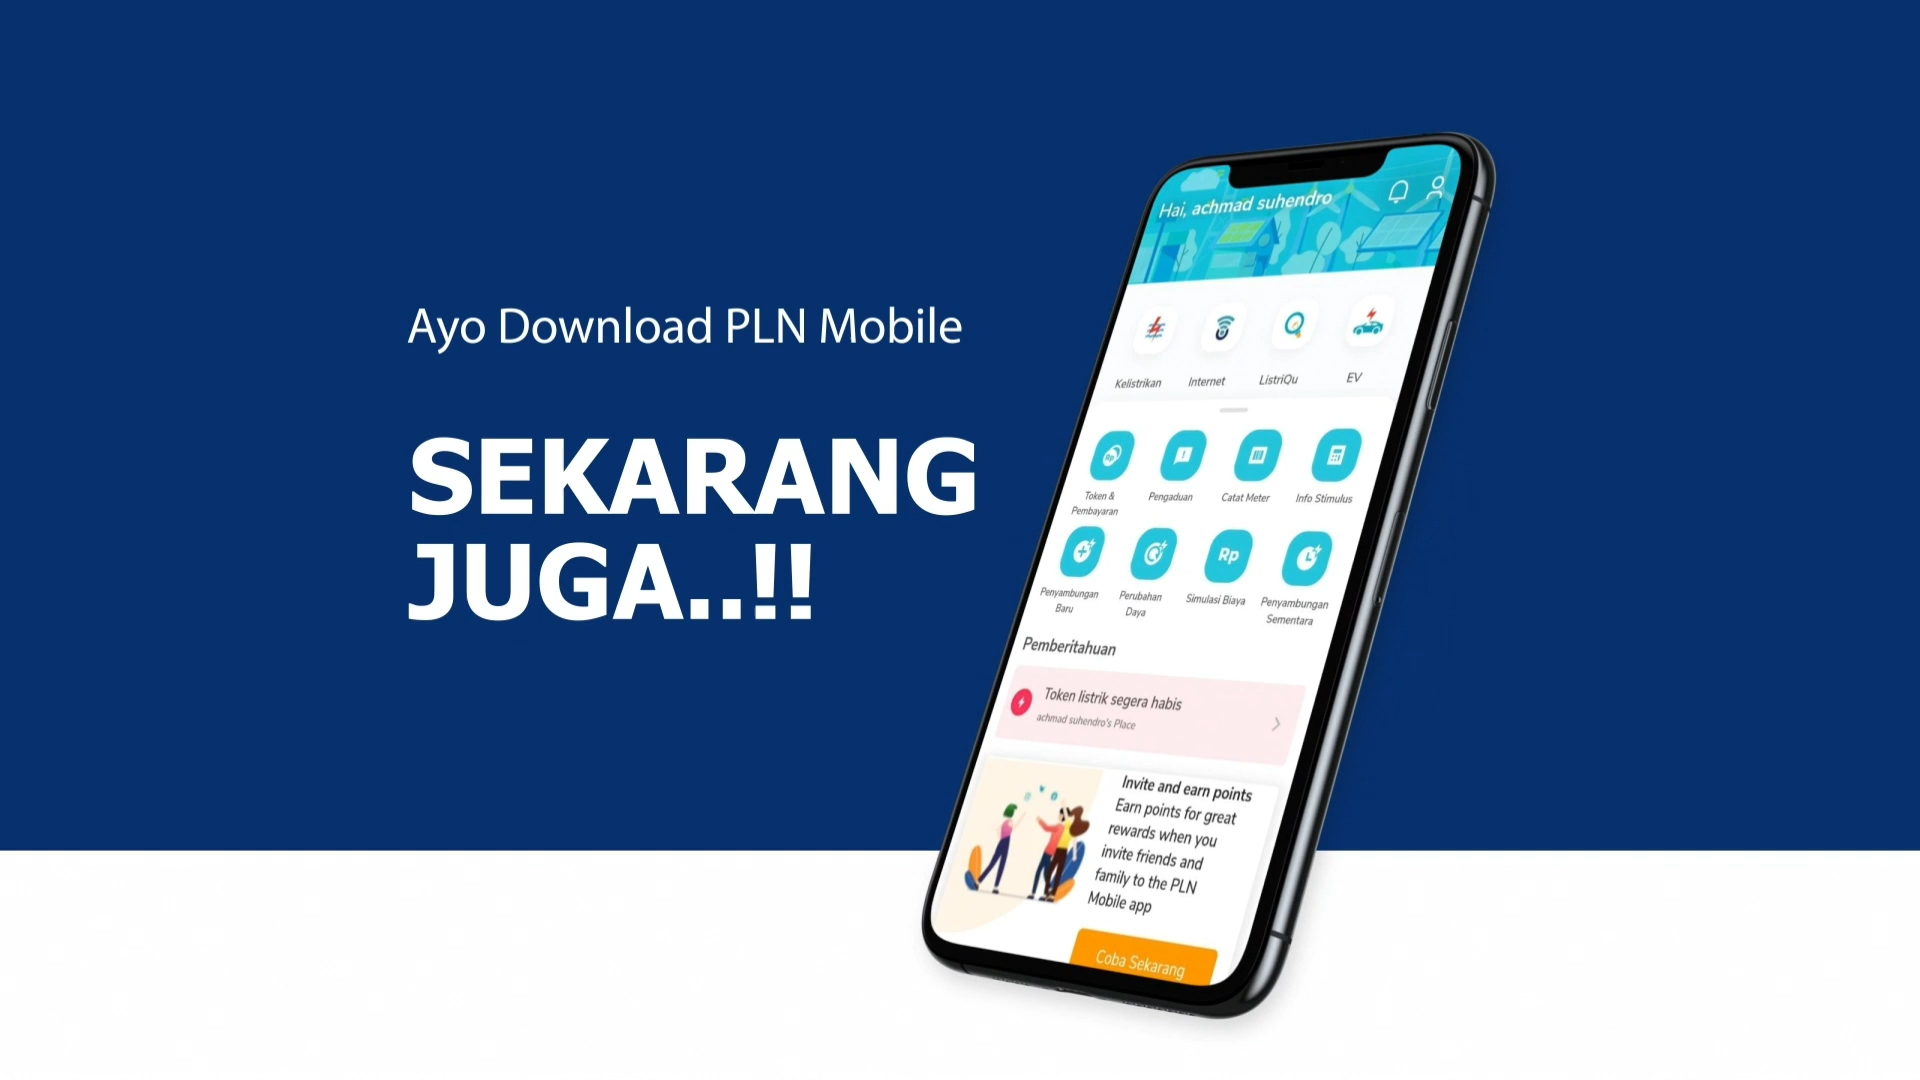 Ayo Download PLN Mobile
SEKARANG
JUGA..!!
Hai, achmad suhendro
Kelistrikan
Internet
ListriQu
EV
Token &
Pembayaran
Pengaduan
Catat Meter
Info Stimulus
Rp
Penyambungan
Baru
Perubahan
Daya
Simulasi Biaya
Penyambungan
Sementara
Pemberitahuan
Token listrik segera habis
achmad suhendro's Place
Invite and earn points
Earn points for great
rewards when you
invite friends and
family to the PLN
Mobile app
Coba Sekarang